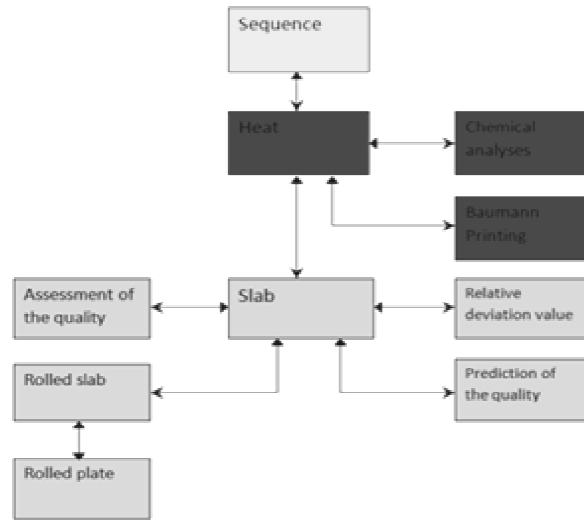 Sequence
Heat
Chemical
analyses
Baumann
Printing
Assessment of
the quality
Slab
Relative
deviation value
Rolled slab
Prediction of
the quality
Rolled plate